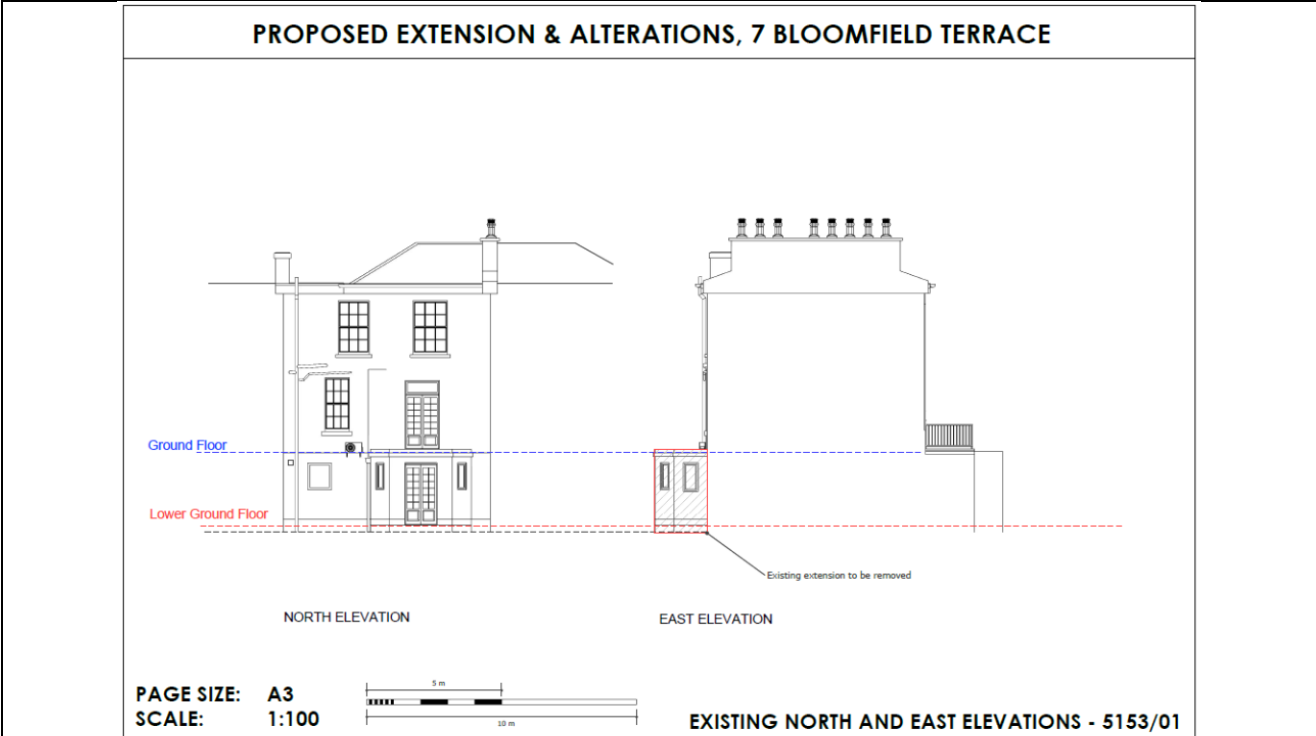 PROPOSED EXTENSION & ALTERATIONS, 7 BLOOMFIELD TERRACE
Ground Floor
Lower Ground Floor
Existing extension to be removed
NORTH ELEVATION
EAST ELEVATION
PAGE SIZE: A3
SCALE: 1:100
5 m
10 m
EXISTING NORTH AND EAST ELEVATIONS - 5153/01